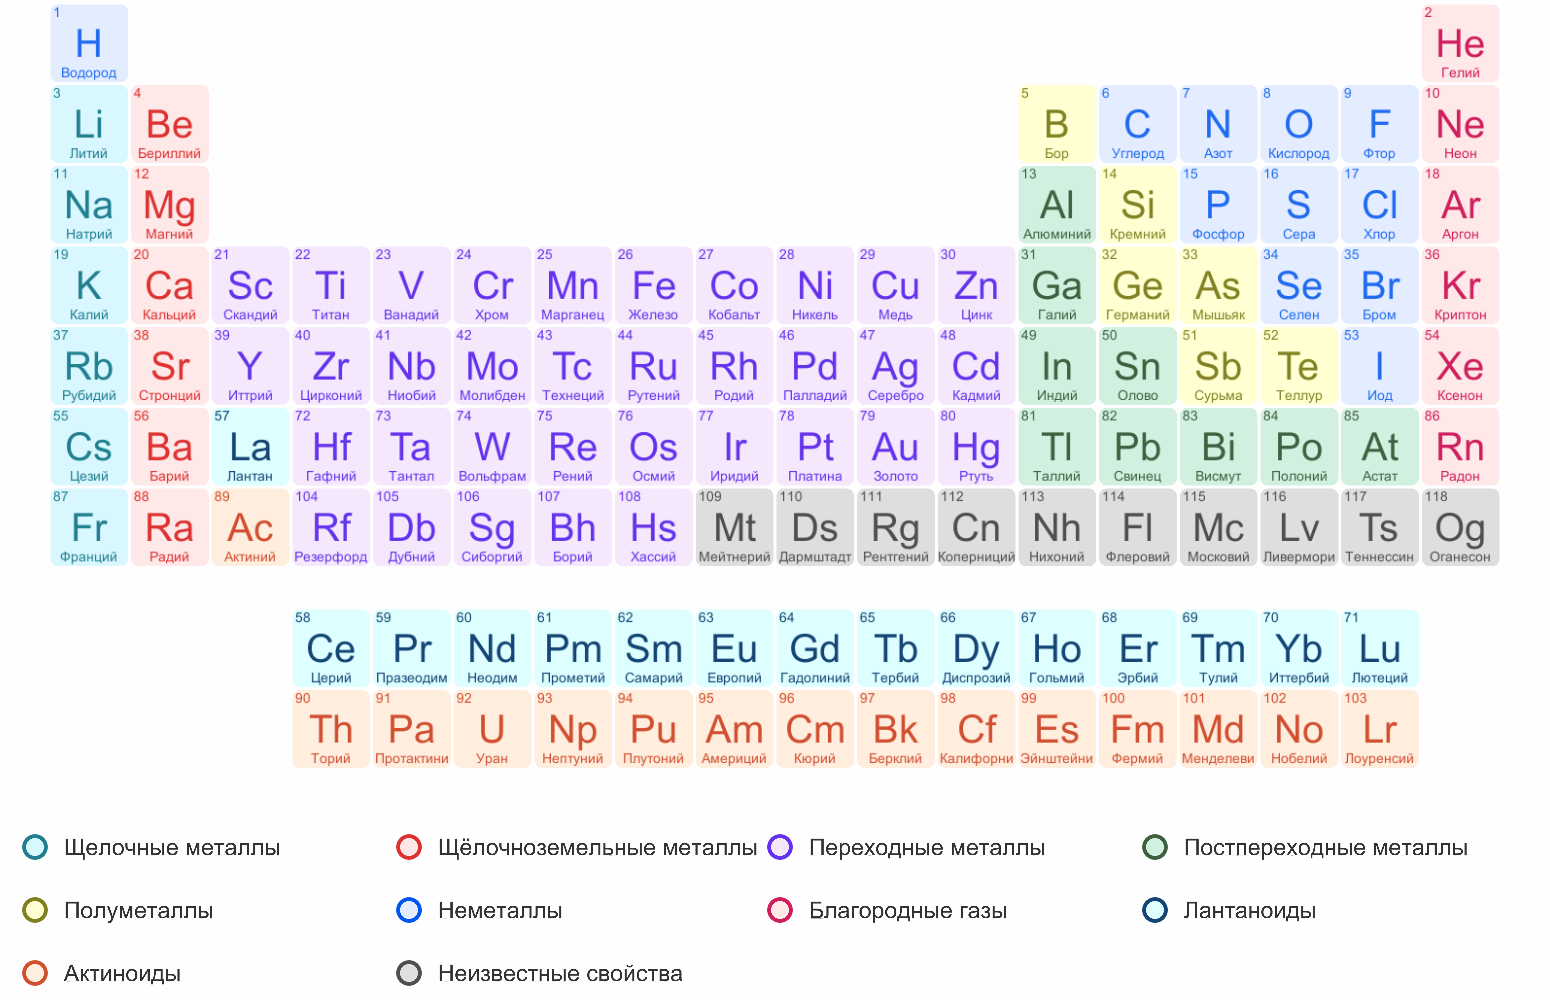 1 2
H He
Водород Гелий
3 4 5 6 7 8 9 10
Li Be B C N O F Ne
Литий Бериллий Бор Углерод Азот Кислород Фтор Неон
11 12 13 14 15 16 17 18
Na Mg Al Si P S Cl Ar
Натрий Магний Алюминий Кремний Фосфор Сера Хлор Аргон
19 20 21 22 23 24 25 26 27 28 29 30 31 32 33 34 35 36
K Ca Sc Ti V Cr Mn Fe Co Ni Cu Zn Ga Ge As Se Br Kr
Калий Кальций Скандий Титан Ванадий Хром Марганец Железо Кобальт Никель Медь Цинк Галий Германий Мышьяк Селен Бром Криптон
37 38 39 40 41 42 43 44 45 46 47 48 49 50 51 52 53 54
Rb Sr Y Zr Nb Mo Tc Ru Rh Pd Ag Cd In Sn Sb Te I Xe
Рубидий Стронций Иттрий Цирконий Ниобий Молибден Технеций Рутений Родий Палладий Серебро Кадмий Индий Олово Сурьма Теллур Иод Ксенон
55 56 57 72 73 74 75 76 77 78 79 80 81 82 83 84 85 86
Cs Ba La Hf Ta W Re Os Ir Pt Au Hg Tl Pb Bi Po At Rn
Цезий Барий Лантан Гафний Тантал Вольфрам Рений Осмий Иридий Платина Золото Ртуть Таллий Свинец Висмут Полоний Астат Радон
87 88 89 104 105 106 107 108 109 110 111 112 113 114 115 116 117 118
Fr Ra Ac Rf Db Sg Bh Hs Mt Ds Rg Cn Nh Fl Mc Lv Ts Og
Франций Радий Актиний Резерфорд Дубний Сиборгий Борий Хассий Мейтнерий Дармштадт Рентгений Коперниций Нихоний Флеровий Московий Ливермори Теннессин Оганесон
58 59 60 61 62 63 64 65 66 67 68 69 70 71
Ce Pr Nd Pm Sm Eu Gd Tb Dy Ho Er Tm Yb Lu
Церий Празеодим Неодим Прометий Самарий Европий Гадолиний Тербий Диспрозий Гольмий Эрбий Тулий Иттербий Лютеций
90 91 92 93 94 95 96 97 98 99 100 101 102 103
Th Pa U Np Pu Am Cm Bk Cf Es Fm Md No Lr
Торий Протактини Уран Нептуний Плутоний Америций Кюрий Берклий Калифорни Эйнштейни Фермий Менделеви Нобелий Лоуренсий
Щелочные металлы Щёлочноземельные металлы Переходные металлы Постпереходные металлы
Полуметаллы Неметаллы Благородные газы Лантаноиды
Актиноиды Неизвестные свойства